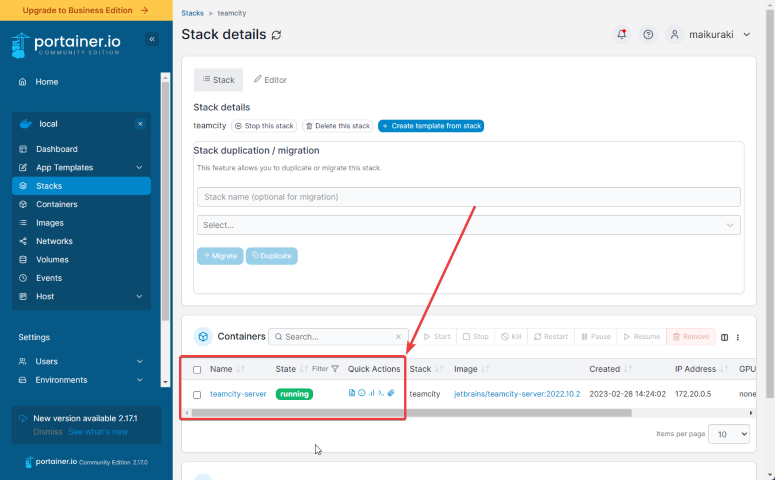 Upgrade to Business Edition
Stacks > teamcity
Stack details
maikuraki
portainer.io
COMMUNITY EDITION
Home
local
Dashboard
App Templates
Stacks
Containers
Images
Networks
Volumes
Events
Host
Settings
Users
Environments
New version available 2.17.1
Dismiss See what's new
portainer.io Community Edition 2.17.0
Stack
Editor
Stack details
teamcity Stop this stack Delete this stack + Create template from stack
Stack duplication / migration
This feature allows you to duplicate or migrate this stack.
Stack name (optional for migration)
Select...
Migrate Duplicate
Containers Search... Start Stop Kill Restart Pause Resume Remove
Name State Filter Quick Actions Stack Image Created IP Address GPU
teamcity-server running teamcity jetbrains/teamcity-server:2022.10.2 2023-02-28 14:24:02 172.20.0.5 none
Items per page 10